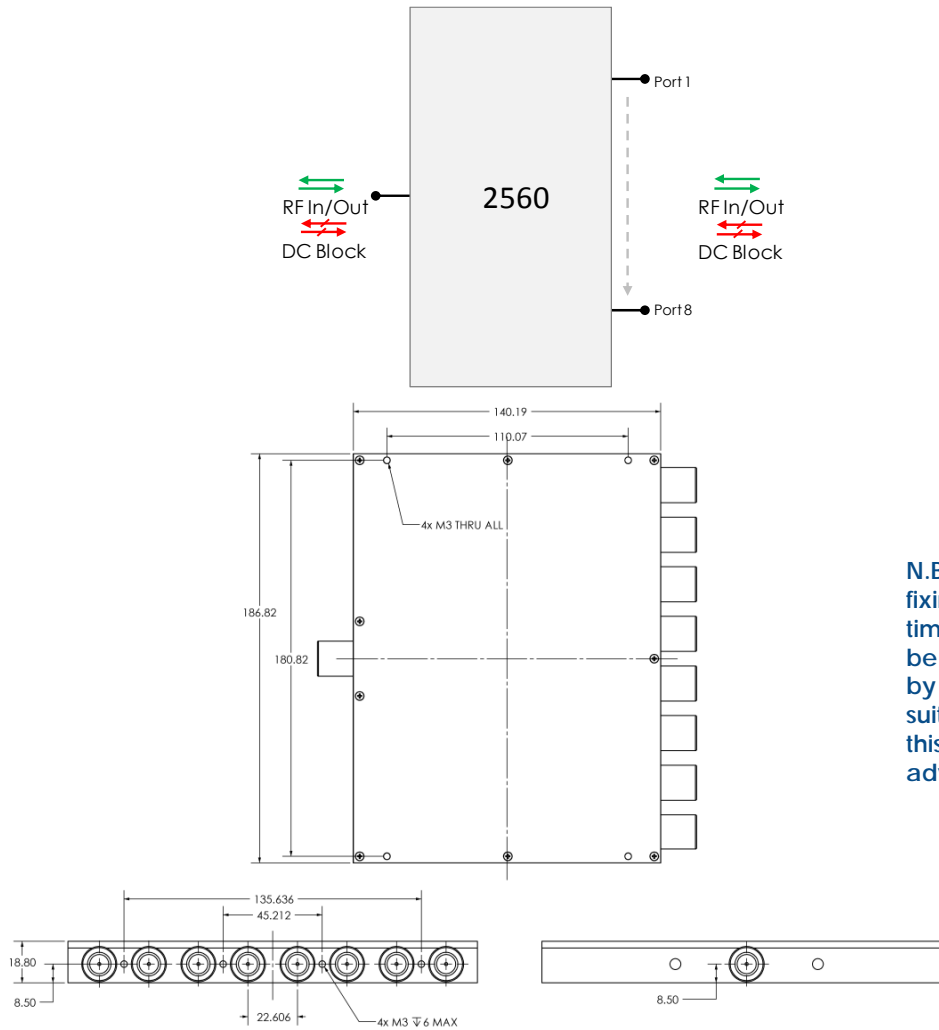 Port 1
2560
RF In/Out
DC Block
RF In/Out
DC Block
Port 8
140.19
110.07
4x M3 THRU ALL
186.82
180.82
N.B
fixin
tim
be
by
suit
this
adv
135.636
45.212
18.80
8.50
22.606
4x M3 ↧ 6 MAX
8.50